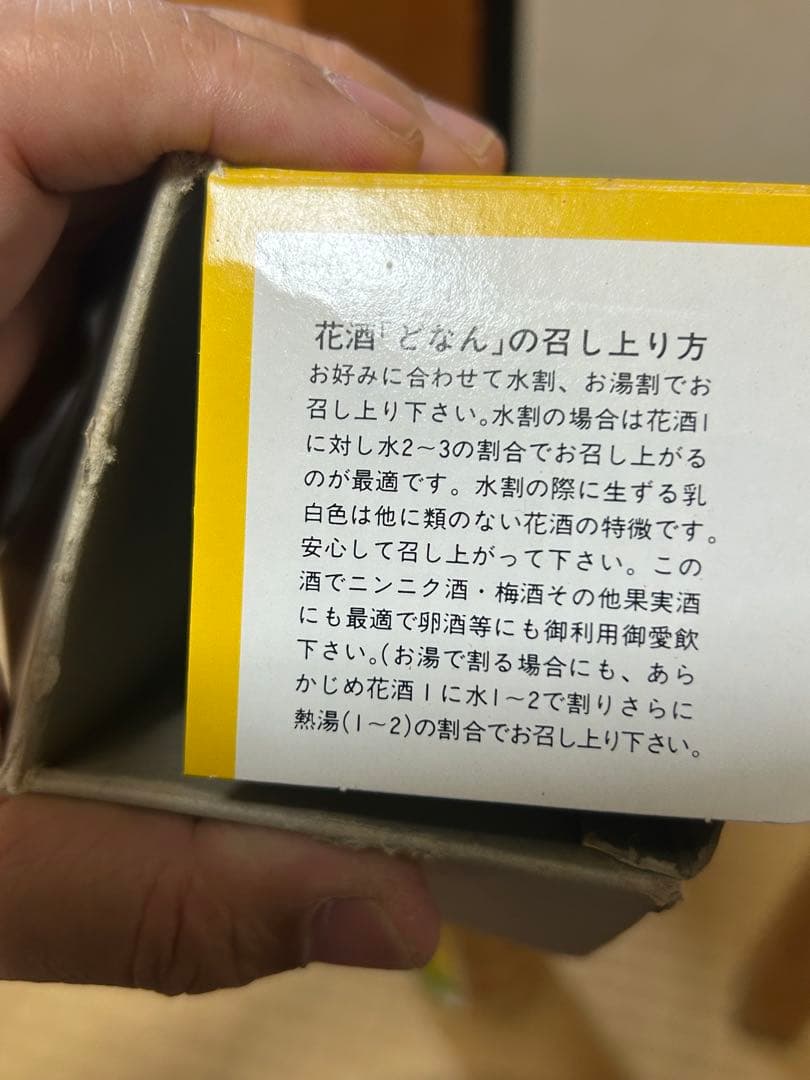 花酒「どなん」の召し上り方
お好みに合わせて水割、お湯割でお
召し上り下さい。水割の場合は花酒1
に対し水2〜3の割合でお召し上がる
のが最適です。水割の際に生ずる乳
白色は他に類のない花酒の特徴です。
安心して召し上がって下さい。この
酒でニンニク酒・梅酒その他果実酒
にも最適で卵酒等にも御利用御愛飲
下さい。(お湯で割る場合にも、あら
かじめ花酒1に水1〜2で割りさらに
熱湯(1〜2)の割合でお召し上り下さい。